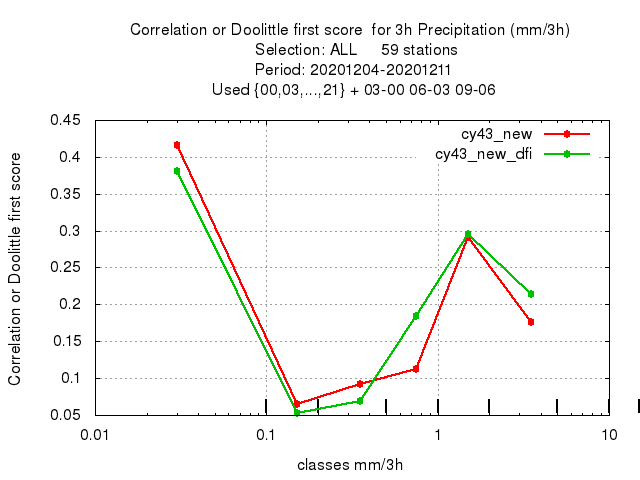 Correlation or Doolittle first score  for 3h Precipitation (mm/3h)
Selection: ALL     59 stations
Period: 20201204-20201211
Used {00,03,...,21} + 03-00 06-03 09-06
cy43_new
cy43_new_dfi
0.45
0.4
0.35
0.3
0.25
0.2
0.15
0.1
0.05
Correlation or Doolittle first score
0.01
0.1
1
10
classes mm/3h